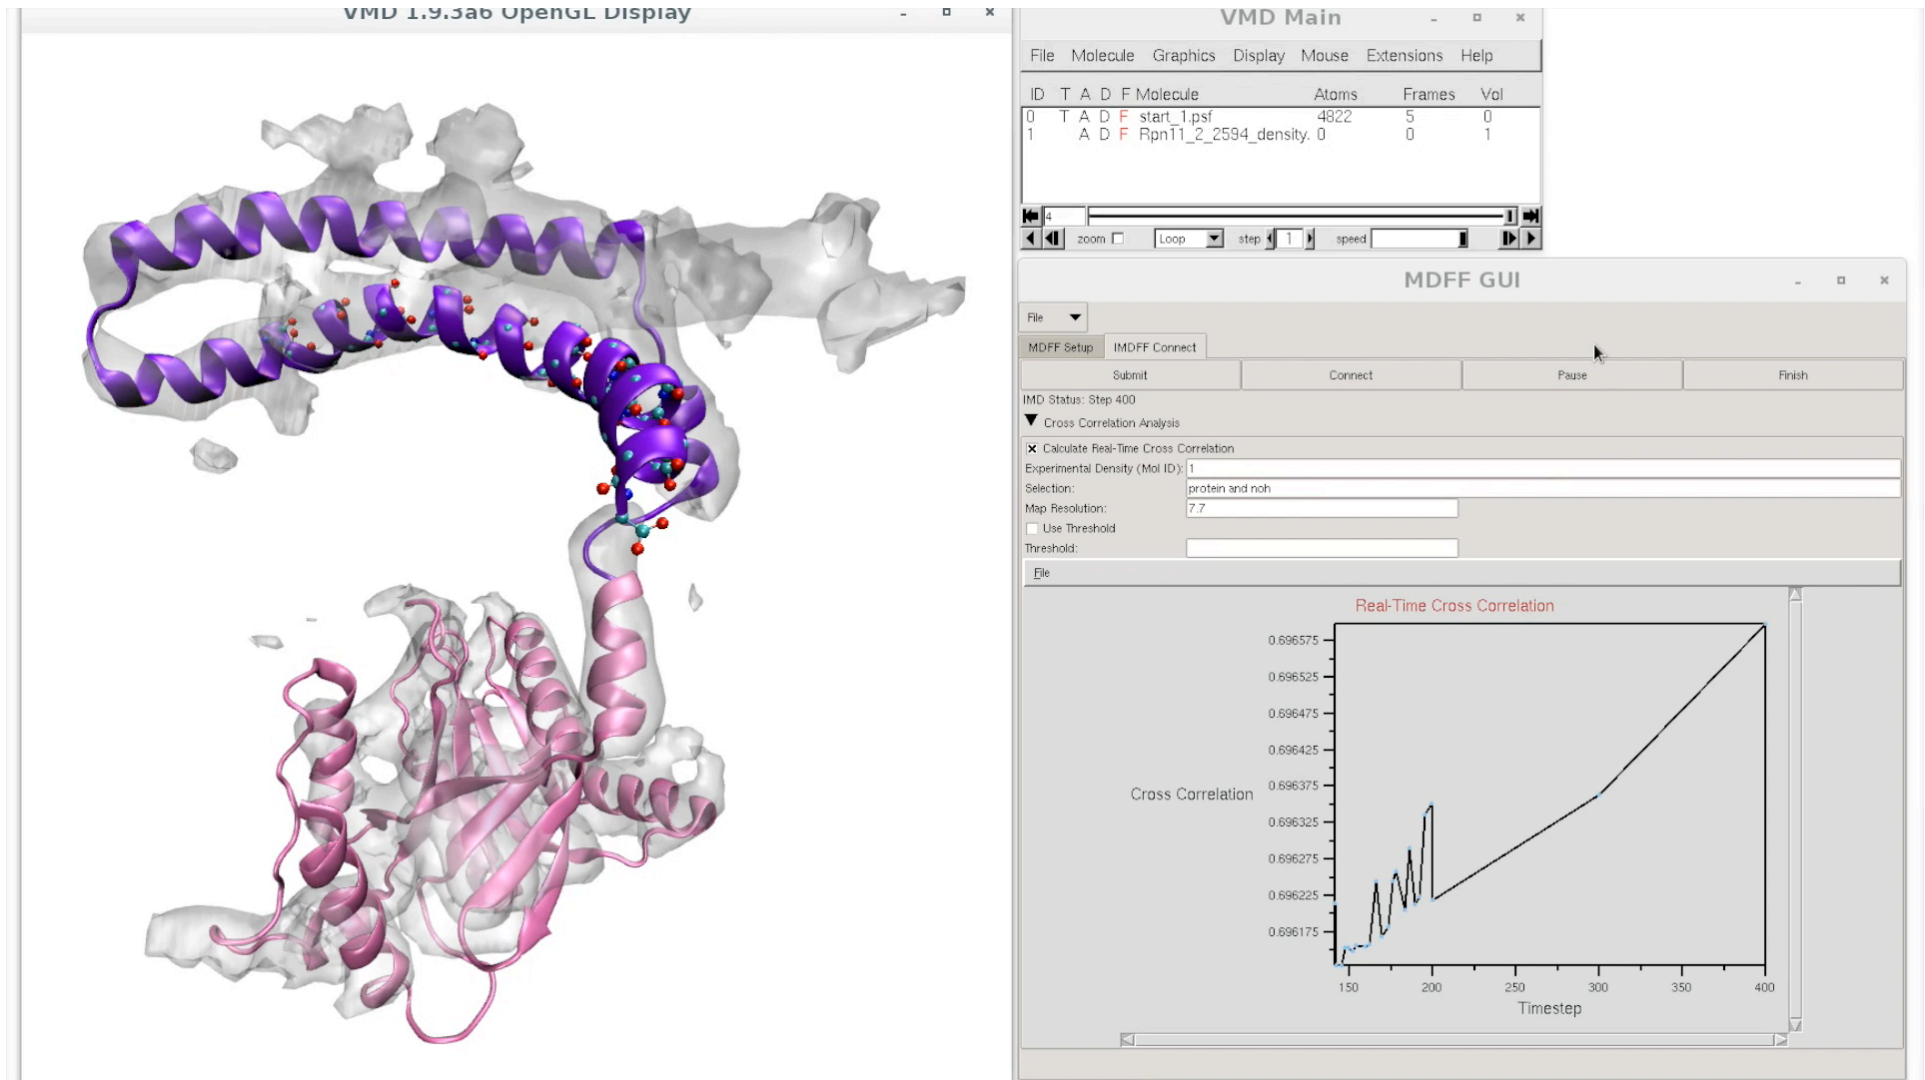 VMD 1.9.3a6 OpenGL Display
VMD Main
File Molecule Graphics Display Mouse Extensions Help
ID T A D F Molecule Atoms Frames Vol
0 T A D F start_1.psf 4822 5 0
1 A D F Rpn11_2_2594_density. 0 0 1
4
zoom Loop step 1 speed
MDFF GUI
File
MDFF Setup IMDFF Connect
Submit Connect Pause Finish
IMD Status: Step 400
Cross Correlation Analysis
Calculate Real-Time Cross Correlation
Experimental Density (Mol ID): 1
Selection: protein and noh
Map Resolution: 7.7
Use Threshold
Threshold:
File
Real-Time Cross Correlation
0.696575
0.696525
0.696475
0.696425
0.696375
0.696325
0.696275
0.696225
0.696175
Cross Correlation
150 200 250 300 350 400
Timestep